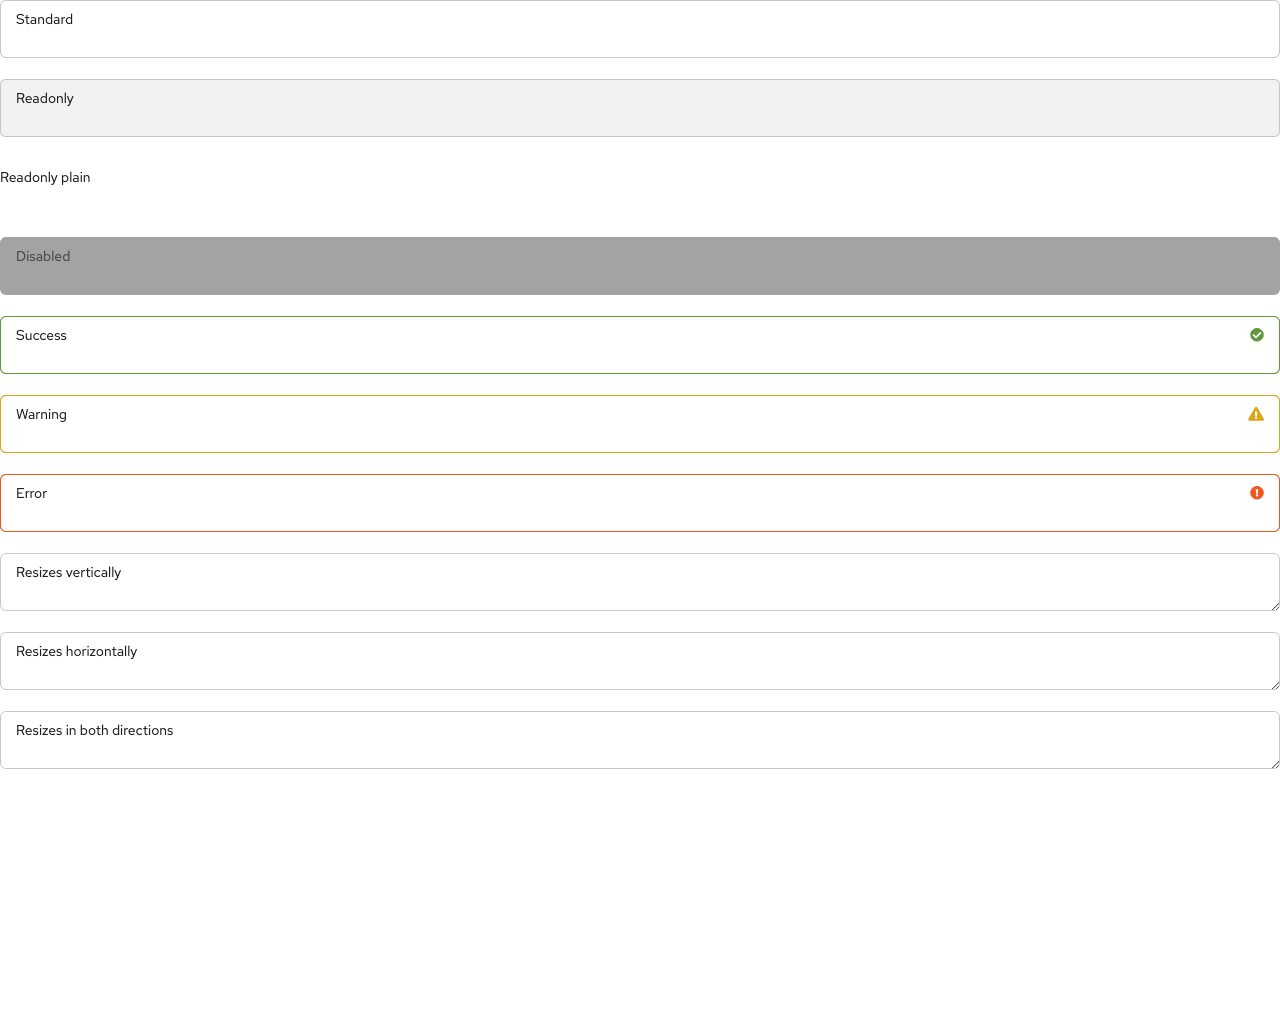 Standard
Readonly
Readonly plain
Disabled
Success
Warning
Error
Resizes vertically
Resizes horizontally
Resizes in both directions